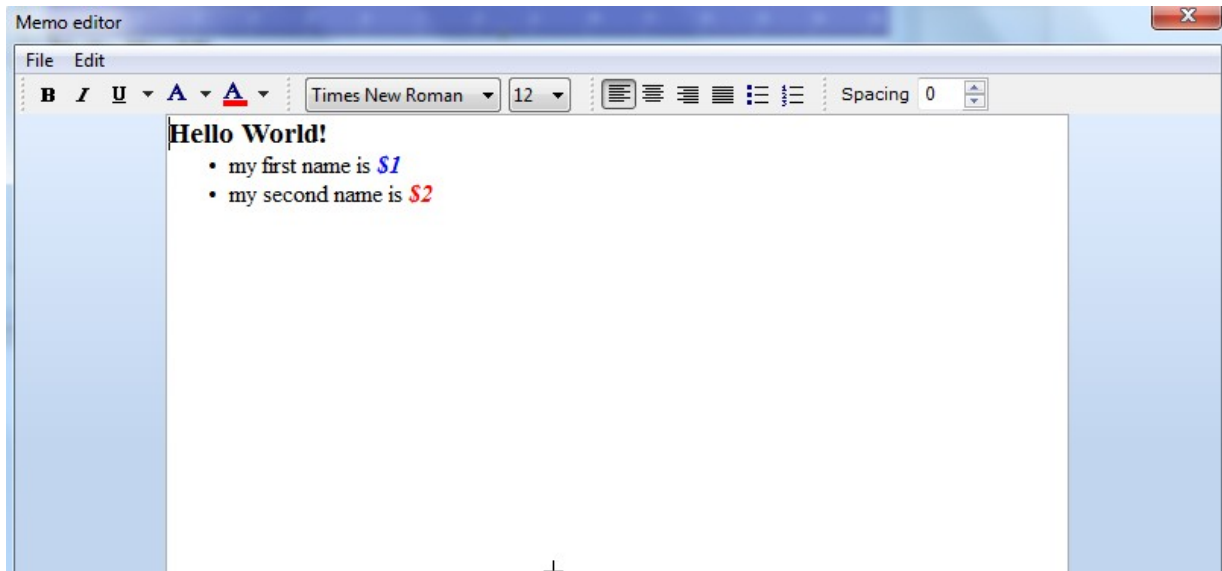 Memo editor
X
File Edit
B I U A A Times New Roman 12 Spacing 0
Hello World!
• my first name is $1
• my second name is $2